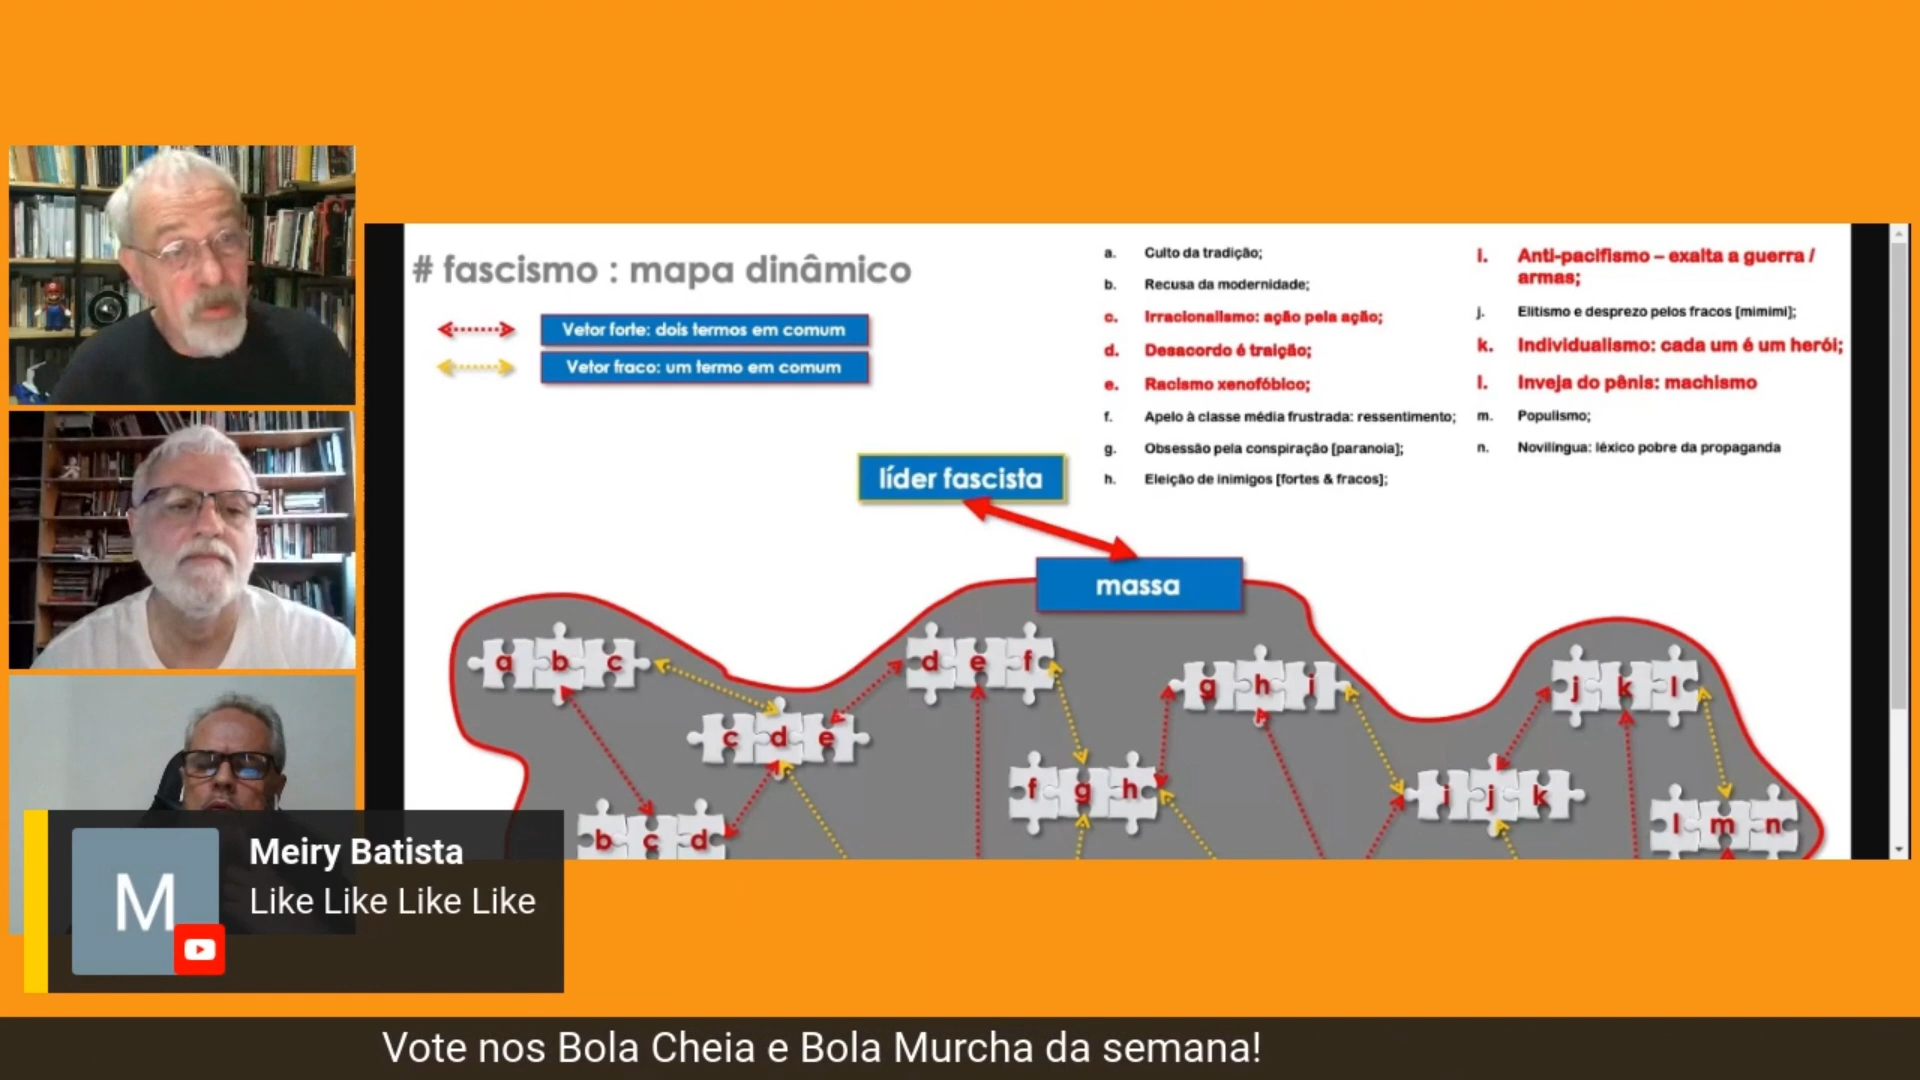 # fascismo : mapa dinâmico
Vetor forte: dois termos em comum
Vetor fraco: um termo em comum
a. Culto da tradição;
b. Recusa da modernidade;
c. Irracionalismo: ação pela ação;
d. Desacordo é traição;
e. Racismo xenofóbico;
f. Apelo à classe média frustrada: ressentimento;
g. Obsessão pela conspiração [paranoia];
h. Eleição de inimigos [fortes & fracos];
i. Anti-pacifismo – exalta a guerra /
armas;
j. Elitismo e desprezo pelos fracos [mimimi];
k. Individualismo: cada um é um herói;
l. Inveja do pênis: machismo
m. Populismo;
n. Novilíngua: léxico pobre da propaganda
líder fascista
massa
a b c
d e f
g h i
j k l
c d e
f g h
i j k
l m n
b c d
M
Meiry Batista
Like Like Like Like
Vote nos Bola Cheia e Bola Murcha da semana!